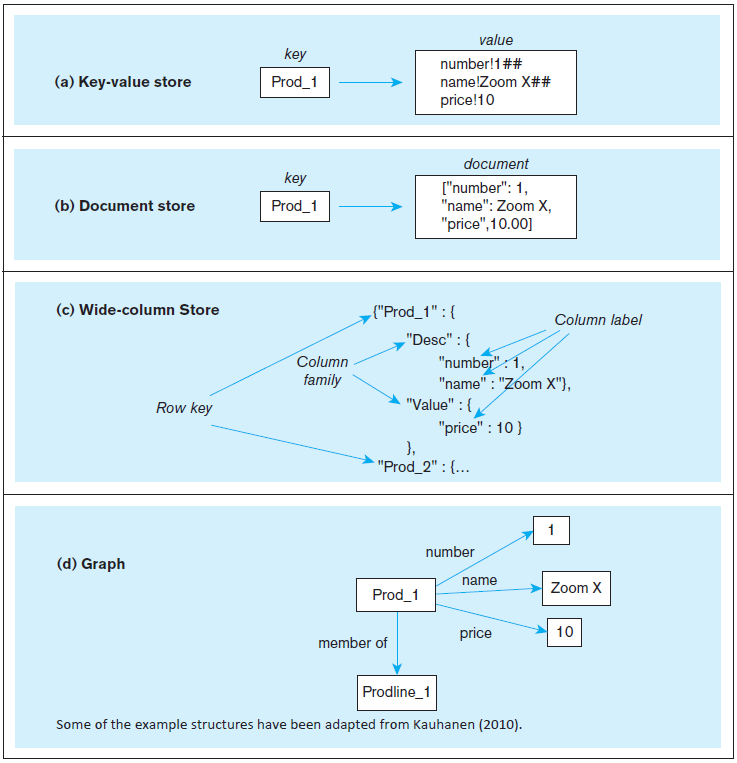 (a) Key-value store
key
Prod_1
value
number!1##
name!Zoom X##
price!10
(b) Document store
key
Prod_1
document
["number": 1,
"name": Zoom X,
"price",10.00]
(c) Wide-column Store
{"Prod_1" : {
"Desc" : {
"number" : 1,
"name" : "Zoom X"},
"Value" : {
"price" : 10 }
},
"Prod_2" : {...
Column label
Column
family
Row key
(d) Graph
Prod_1
number
1
name
Zoom X
price
10
member of
Prodline_1
Some of the example structures have been adapted from Kauhanen (2010).